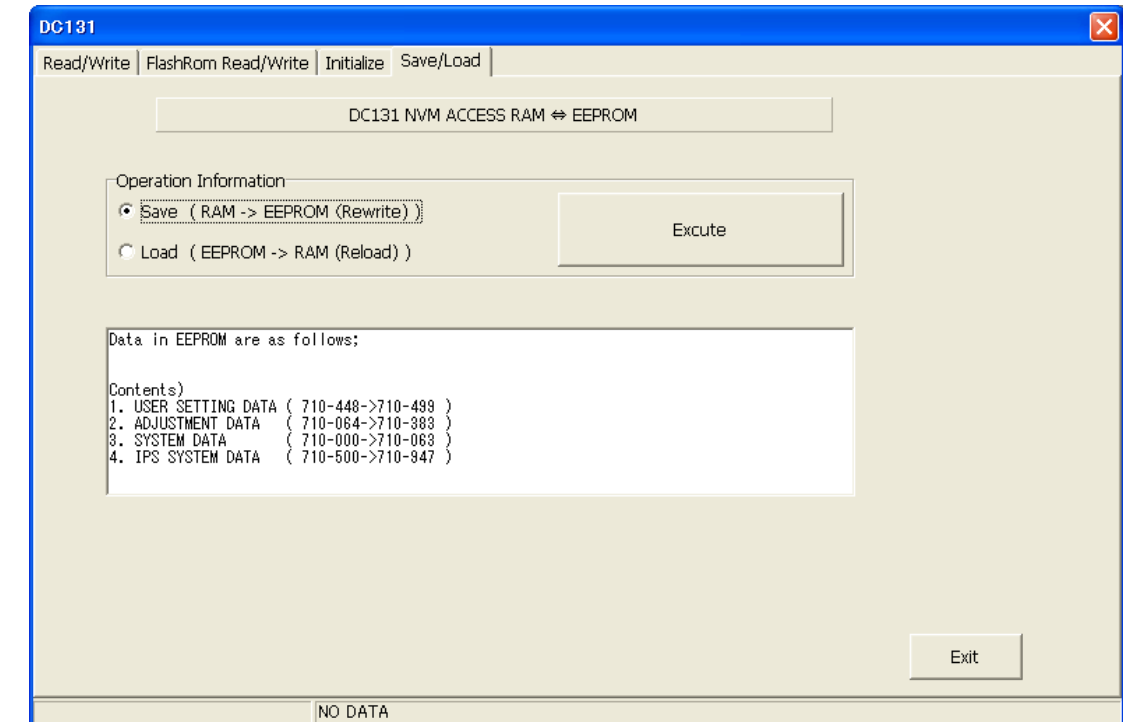 DC131
Read/Write FlashRom Read/Write Initialize Save/Load
DC131 NVM ACCESS RAM ⇔ EEPROM
Operation Information
Save ( RAM -> EEPROM (Rewrite) )
Excute
Load ( EEPROM -> RAM (Reload) )
Data in EEPROM are as follows;
Contents)
1. USER SETTING DATA ( 710-448->710-499 )
2. ADJUSTMENT DATA ( 710-064->710-383 )
3. SYSTEM DATA ( 710-000->710-063 )
4. IPS SYSTEM DATA ( 710-500->710-947 )
Exit
NO DATA